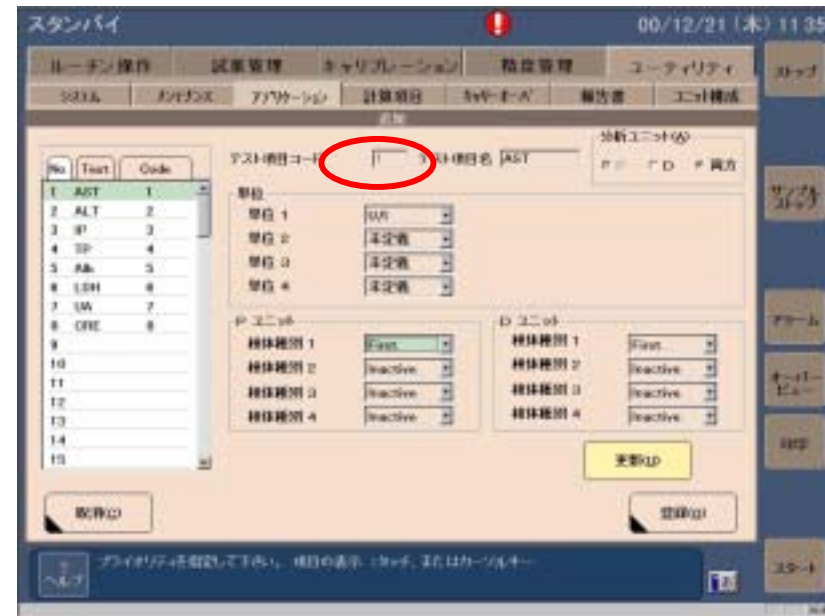 スタンバイ
00/12/21 (木) 11:35
ルーチン操作 試薬管理 キャリブレーション 精度管理 ユーティリティ
ストップ
システム メンテナンス アプリケーション 計算項目 キャリーオーバ 報告書 ユニット構成
追加
分析ユニット(A)
テスト項目コード 1 テスト項目名 AST
P D 両方
No. Test Code
1 AST 1
2 ALT 2
3 IP 3
4 TP 4
5 Alb 5
6 LDH 6
7 UA 7
8 CRE 8
9
10
11
12
13
14
15
単位
単位 1 U/l
単位 2 未定義
単位 3 未定義
単位 4 未定義
サンプル
ストップ
P ユニット
検体種別 1 First
検体種別 2 Inactive
検体種別 3 Inactive
検体種別 4 Inactive
D ユニット
検体種別 1 First
検体種別 2 Inactive
検体種別 3 Inactive
検体種別 4 Inactive
アラーム
オーバー
ビュー
印字
更新(U)
取消(C)
登録(O)
?
ヘルプ
プライオリティを指定して下さい。 項目の表示 :タッチ、またはカーソルキー
スタート